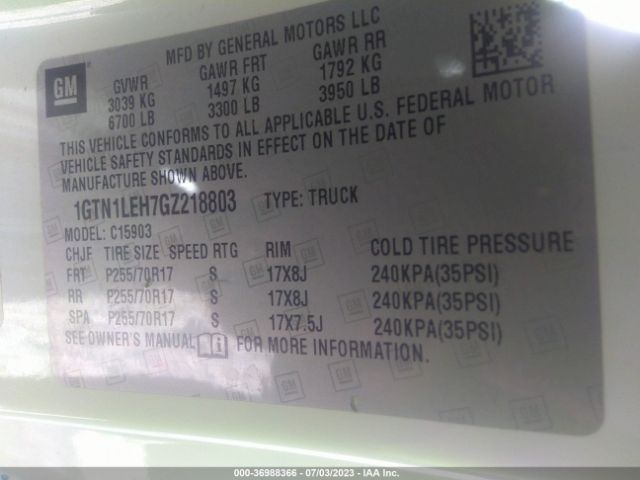 MFD BY GENERAL MOTORS LLC
GM
GVWR GAWR FRT GAWR RR
3039 KG 1497 KG 1792 KG
6700 LB 3300 LB 3950 LB
THIS VEHICLE CONFORMS TO ALL APPLICABLE U.S. FEDERAL MOTOR
VEHICLE SAFETY STANDARDS IN EFFECT ON THE DATE OF
MANUFACTURE SHOWN ABOVE.
1GTN1LEH7GZ218803 TYPE: TRUCK
MODEL: C15903
CHJF TIRE SIZE SPEED RTG RIM COLD TIRE PRESSURE
FRT P255/70R17 S 17X8J 240KPA(35PSI)
RR P255/70R17 S 17X8J 240KPA(35PSI)
SPA P255/70R17 S 17X7.5J 240KPA(35PSI)
SEE OWNER'S MANUAL FOR MORE INFORMATION.
000-36988366 - 07/03/2023 - IAA Inc.